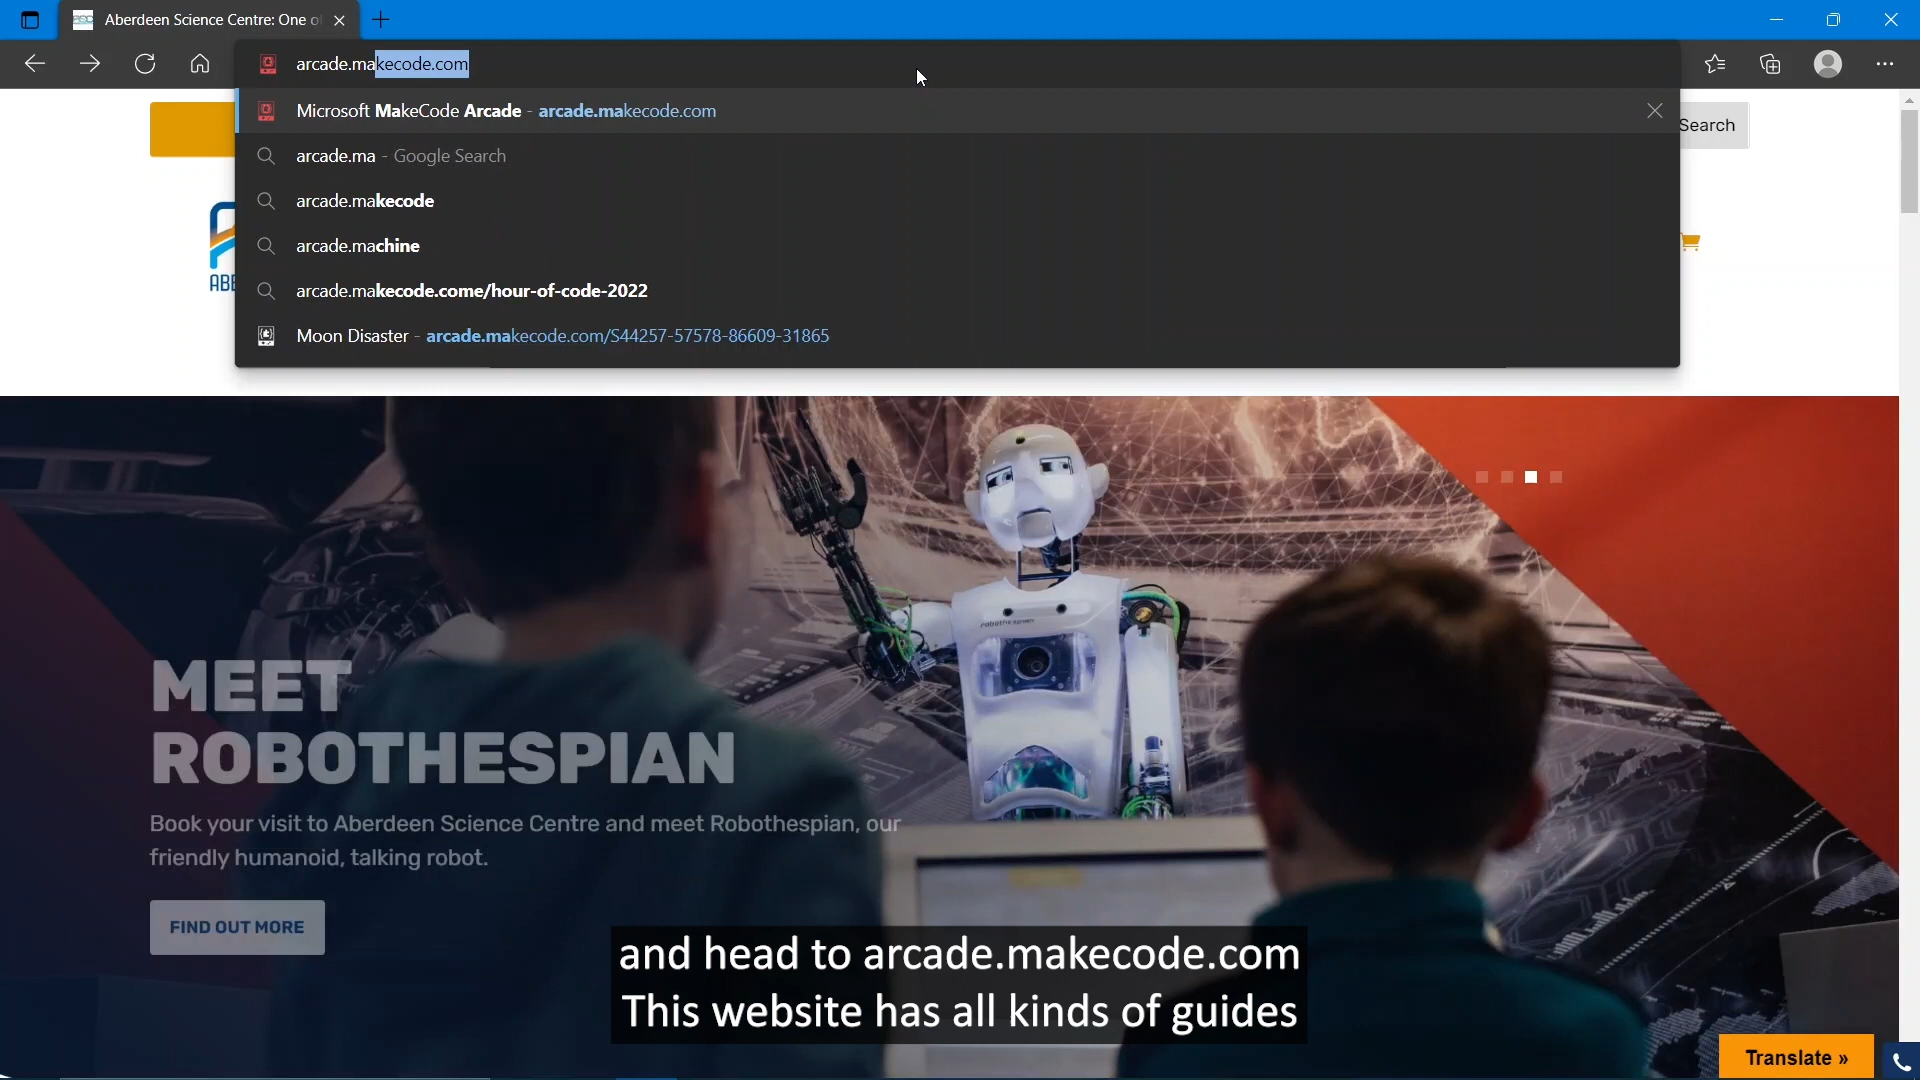 Aberdeen Science Centre: One o
arcade.makecode.com
Microsoft MakeCode Arcade - arcade.makecode.com
Search
arcade.ma - Google Search
arcade.makecode
arcade.machine
ABE
arcade.makecode.come/hour-of-code-2022
Moon Disaster - arcade.makecode.com/S44257-57578-86609-31865
robothespian
MEET
ROBOTHESPIAN
Book your visit to Aberdeen Science Centre and meet Robothespian, our
friendly humanoid, talking robot.
FIND OUT MORE
and head to arcade.makecode.com
This website has all kinds of guides
Translate »